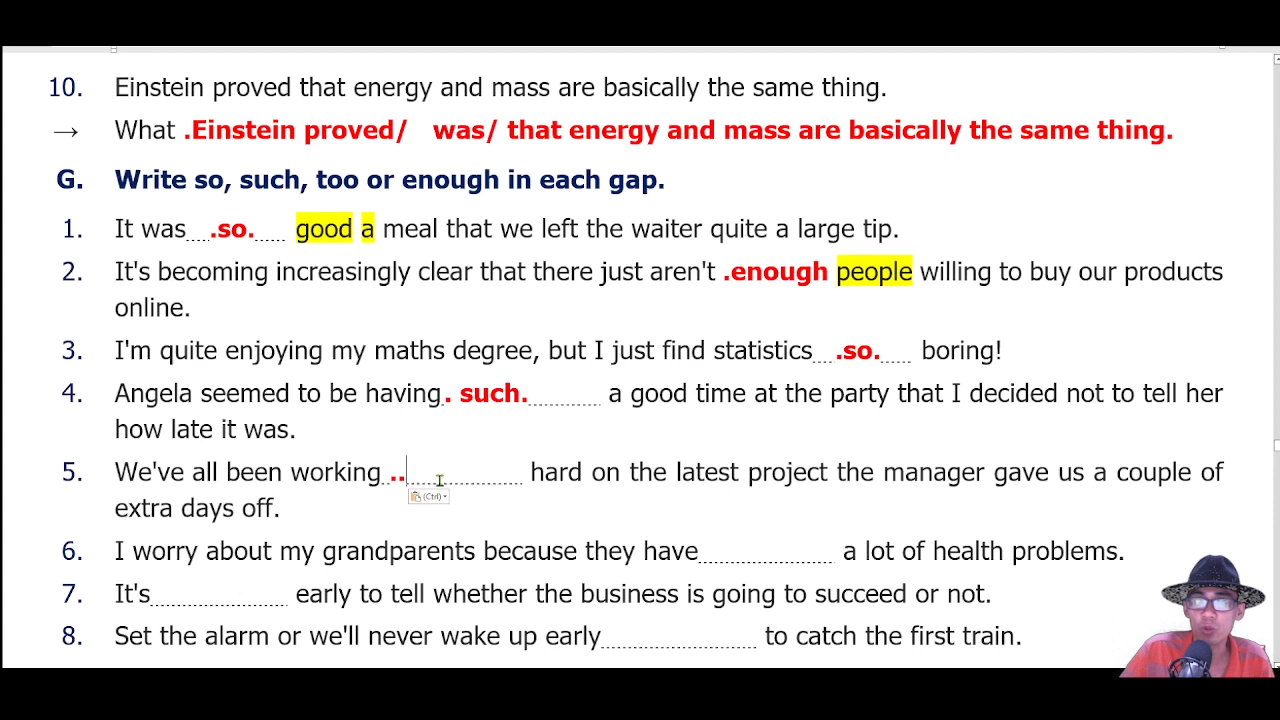 10. Einstein proved that energy and mass are basically the same thing.
→ What .Einstein proved/ was/ that energy and mass are basically the same thing.
G. Write so, such, too or enough in each gap.
1. It was .so. good a meal that we left the waiter quite a large tip.
2. It's becoming increasingly clear that there just aren't .enough people willing to buy our products
online.
3. I'm quite enjoying my maths degree, but I just find statistics .so. boring!
4. Angela seemed to be having. such. a good time at the party that I decided not to tell her
how late it was.
5. We've all been working .. hard on the latest project the manager gave us a couple of
(Ctrl)
extra days off.
6. I worry about my grandparents because they have a lot of health problems.
7. It's early to tell whether the business is going to succeed or not.
8. Set the alarm or we'll never wake up early to catch the first train.